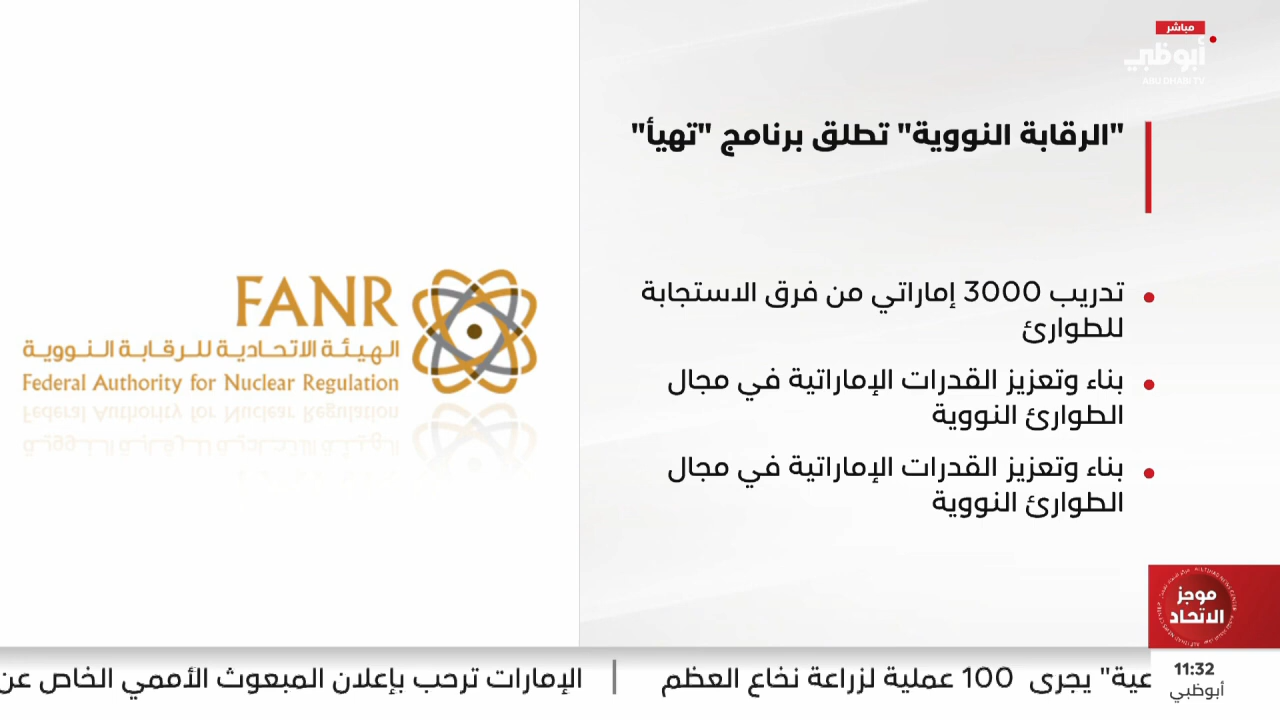 مباشر
أبوظبي
ABU DHABI TV
"الرقابة النووية" تطلق برنامج "تهيأ"
تدريب 3000 إماراتي من فرق الاستجابة
للطوارئ
بناء وتعزيز القدرات الإماراتية في مجال
الطوارئ النووية
بناء وتعزيز القدرات الإماراتية في مجال
الطوارئ النووية
FANR
الهيئة الاتحادية للرقابة النووية
Federal Authority for Nuclear Regulation
موجز
الاتحاد
عية" يجرى 100 عملية لزراعة نخاع العظم | الإمارات ترحب بإعلان المبعوث الأممي الخاص عن
11:32
أبوظبي